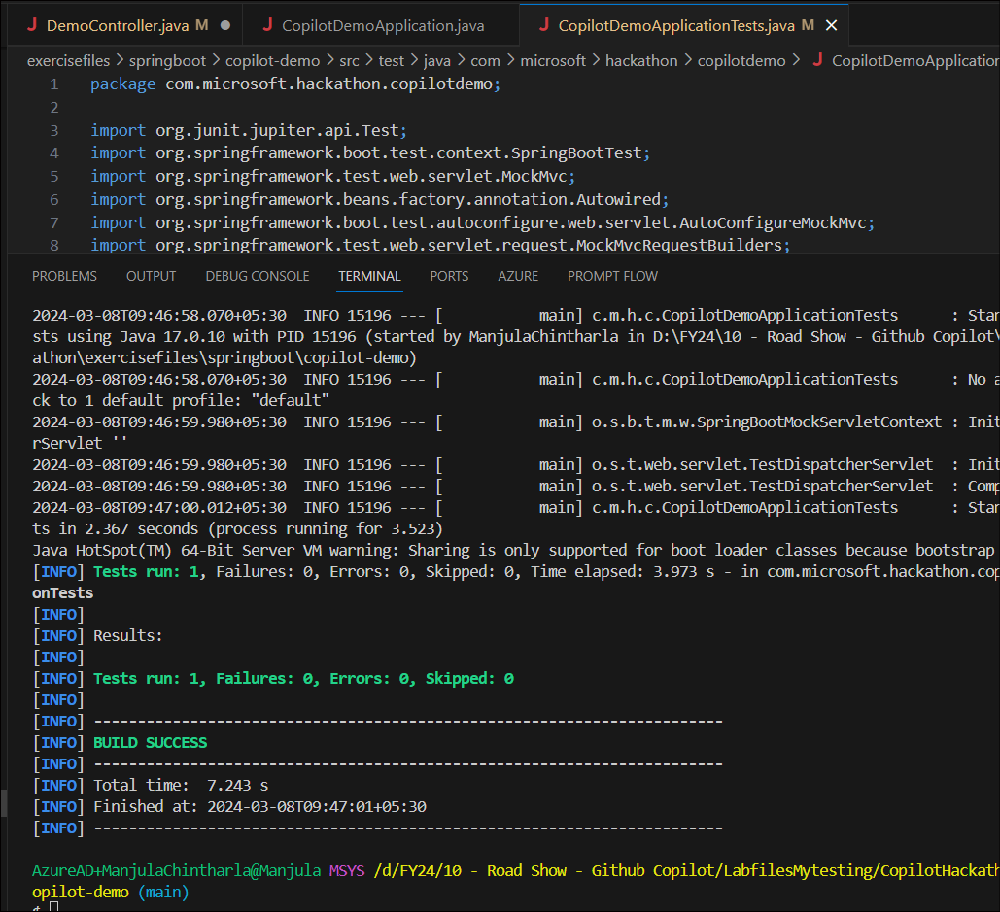 J DemoController.java M ● J CopilotDemoApplication.java J CopilotDemoApplicationTests.java M ×
exercisefiles > springboot > copilot-demo > src > test > java > com > microsoft > hackathon > copilotdemo > J CopilotDemoApplication
1 package com.microsoft.hackathon.copilotdemo;
2
3 import org.junit.jupiter.api.Test;
4 import org.springframework.boot.test.context.SpringBootTest;
5 import org.springframework.test.web.servlet.MockMvc;
6 import org.springframework.beans.factory.annotation.Autowired;
7 import org.springframework.boot.test.autoconfigure.web.servlet.AutoConfigureMockMvc;
8 import org.springframework.test.web.servlet.request.MockMvcRequestBuilders;
PROBLEMS OUTPUT DEBUG CONSOLE TERMINAL PORTS AZURE PROMPT FLOW
2024-03-08T09:46:58.070+05:30  INFO 15196 --- [           main] c.m.h.c.CopilotDemoApplicationTests      : Star
sts using Java 17.0.10 with PID 15196 (started by ManjulaChintharla in D:\FY24\10 - Road Show - Github Copilot\
athon\exercisefiles\springboot\copilot-demo)
2024-03-08T09:46:58.070+05:30  INFO 15196 --- [           main] c.m.h.c.CopilotDemoApplicationTests      : No a
ck to 1 default profile: "default"
2024-03-08T09:46:59.980+05:30  INFO 15196 --- [           main] o.s.b.t.m.w.SpringBootMockServletContext : Init
rServlet ''
2024-03-08T09:46:59.980+05:30  INFO 15196 --- [           main] o.s.t.web.servlet.TestDispatcherServlet  : Init
2024-03-08T09:46:59.980+05:30  INFO 15196 --- [           main] o.s.t.web.servlet.TestDispatcherServlet  : Comp
2024-03-08T09:47:00.012+05:30  INFO 15196 --- [           main] c.m.h.c.CopilotDemoApplicationTests      : Star
ts in 2.367 seconds (process running for 3.523)
Java HotSpot(TM) 64-Bit Server VM warning: Sharing is only supported for boot loader classes because bootstrap
[INFO] Tests run: 1, Failures: 0, Errors: 0, Skipped: 0, Time elapsed: 3.973 s - in com.microsoft.hackathon.cop
onTests
[INFO]
[INFO] Results:
[INFO]
[INFO] Tests run: 1, Failures: 0, Errors: 0, Skipped: 0
[INFO]
[INFO] ------------------------------------------------------------------------
[INFO] BUILD SUCCESS
[INFO] ------------------------------------------------------------------------
[INFO] Total time:  7.243 s
[INFO] Finished at: 2024-03-08T09:47:01+05:30
[INFO] ------------------------------------------------------------------------
AzureAD+ManjulaChintharla@Manjula MSYS /d/FY24/10 - Road Show - Github Copilot/LabfilesMytesting/CopilotHackath
opilot-demo (main)
$